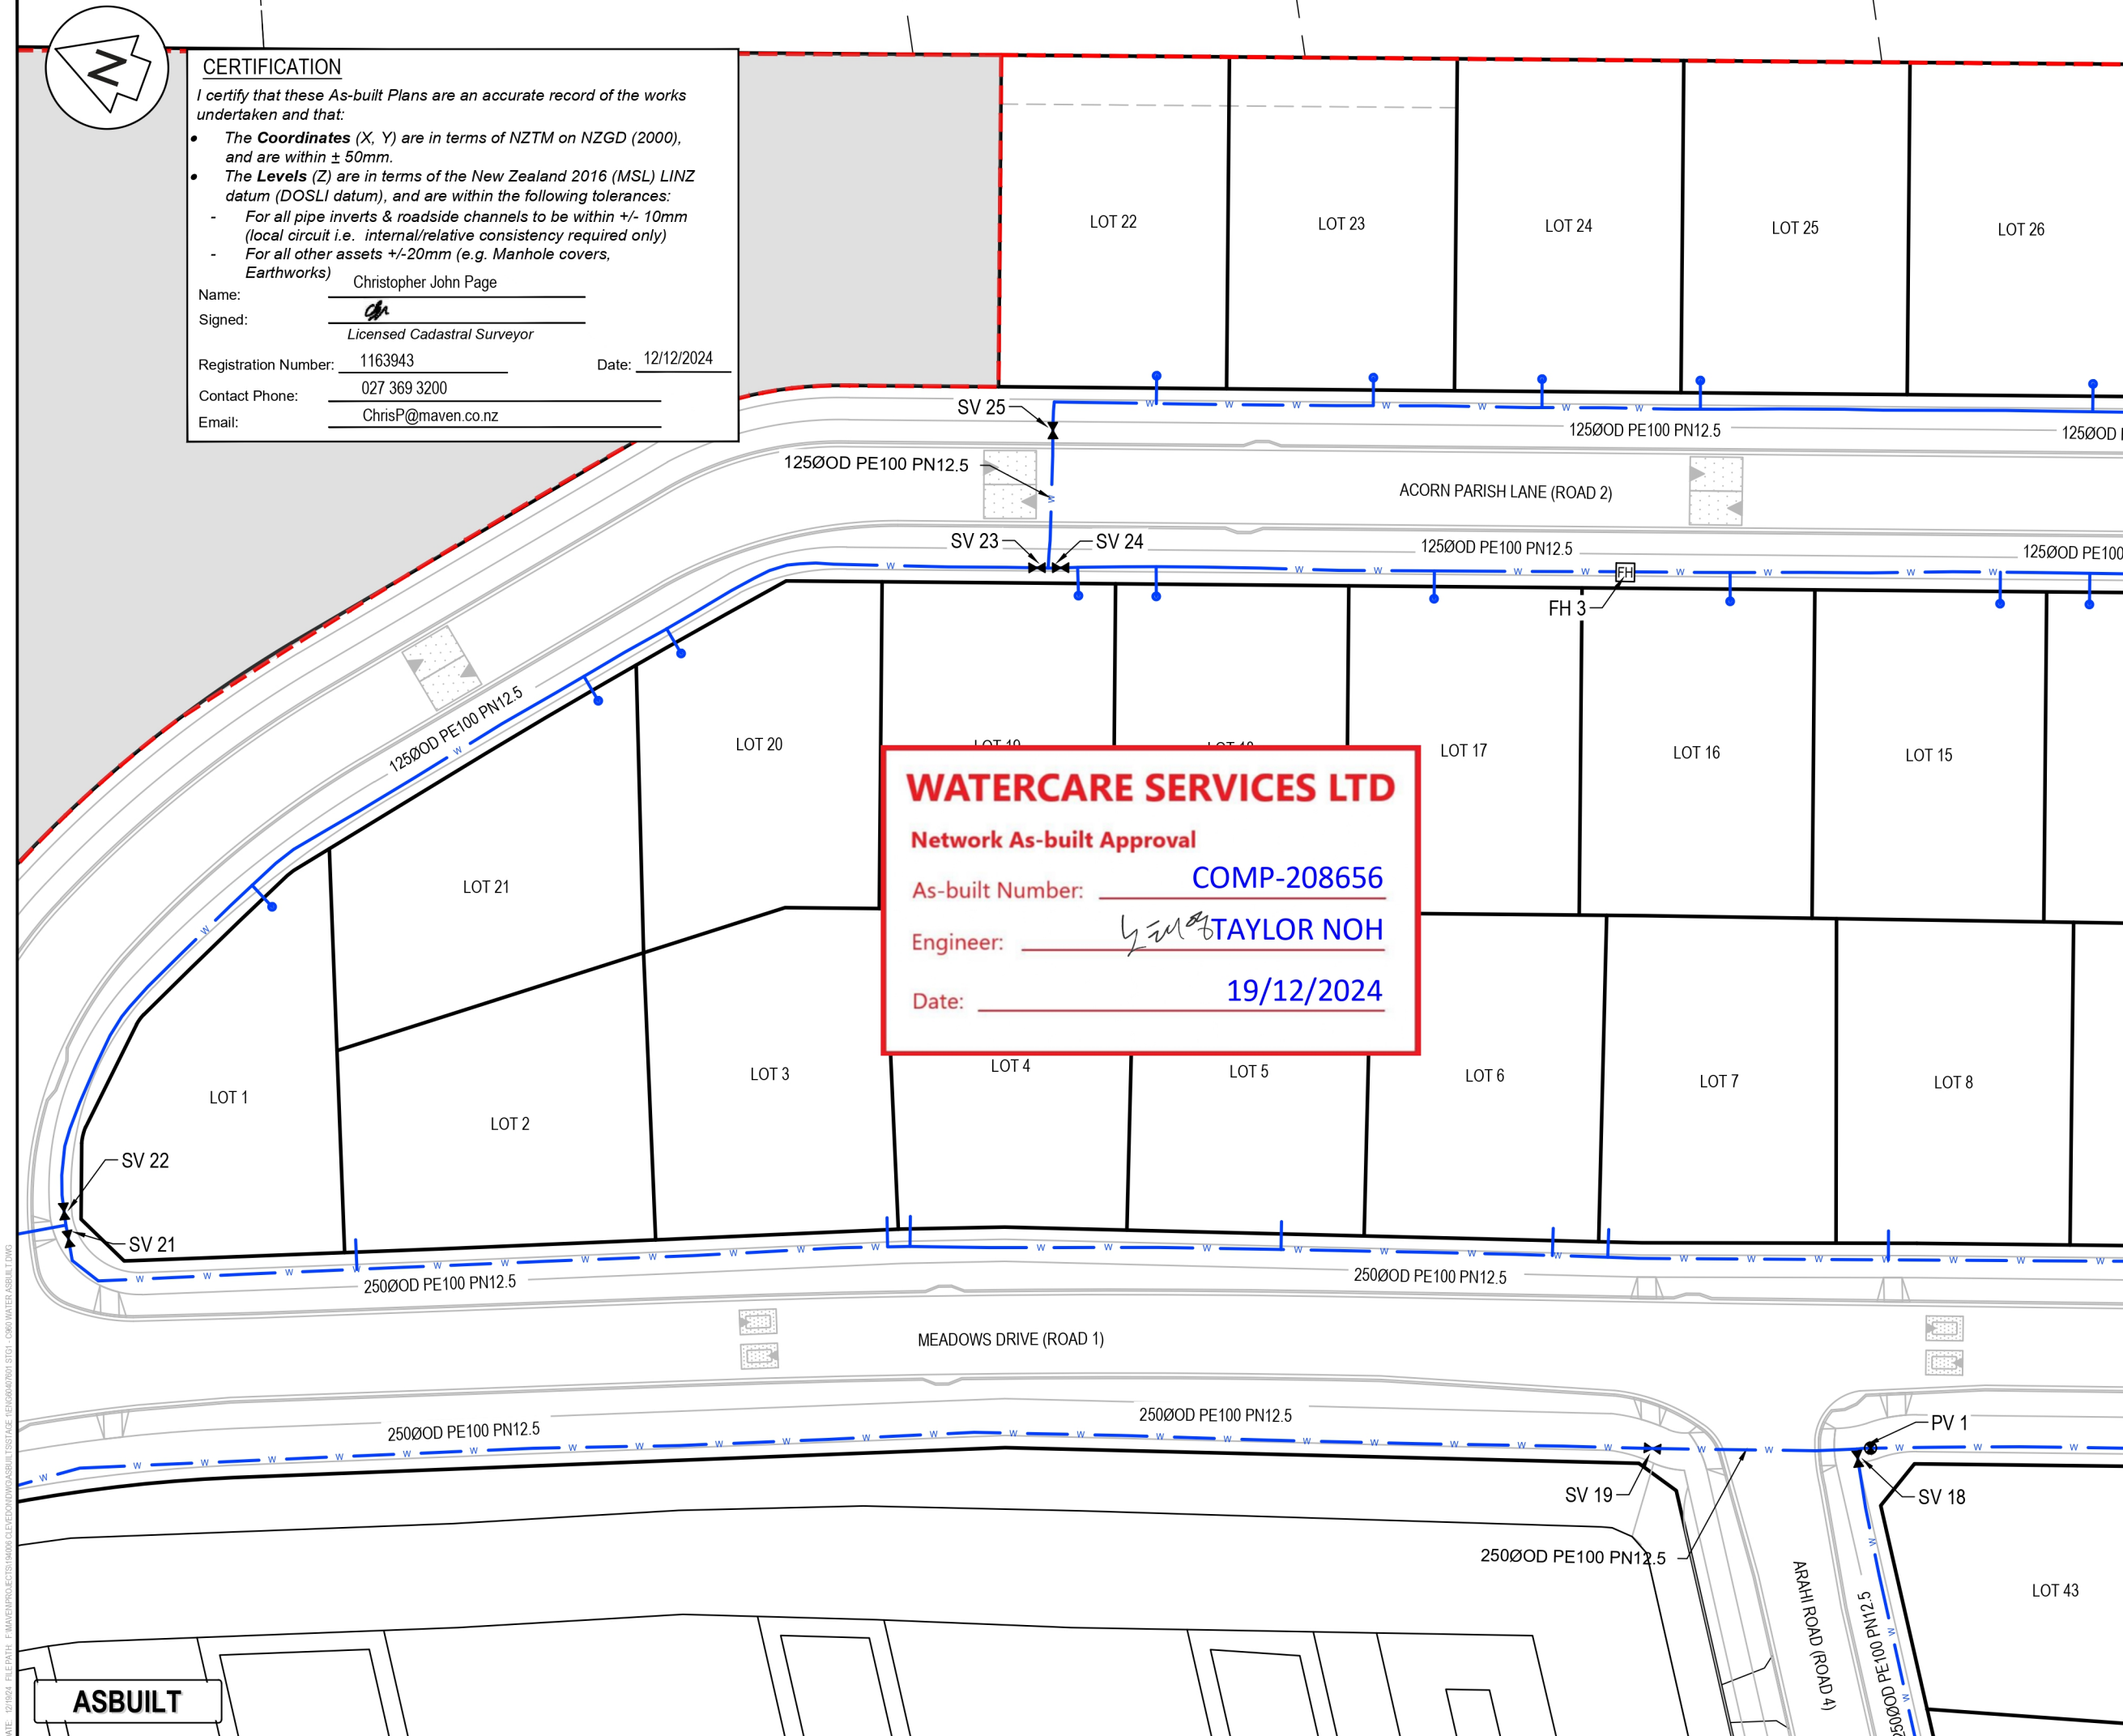 N
CERTIFICATION
I certify that these As-built Plans are an accurate record of the works
undertaken and that:
● The Coordinates (X, Y) are in terms of NZTM on NZGD (2000),
and are within ± 50mm.
● The Levels (Z) are in terms of the New Zealand 2016 (MSL) LINZ
datum (DOSLI datum), and are within the following tolerances:
- For all pipe inverts & roadside channels to be within +/- 10mm
(local circuit i.e. internal/relative consistency required only)
- For all other assets +/-20mm (e.g. Manhole covers,
Earthworks)
Name: Christopher John Page
Signed:
Licensed Cadastral Surveyor
Registration Number: 1163943 Date: 12/12/2024
Contact Phone: 027 369 3200
Email: ChrisP@maven.co.nz
LOT 22
LOT 23
LOT 24
LOT 25
LOT 26
SV 25
125ØOD PE100 PN12.5
125ØOD
125ØOD PE100 PN12.5
ACORN PARISH LANE (ROAD 2)
SV 23
SV 24
125ØOD PE100 PN12.5
125ØOD PE100
FH
FH 3
125ØOD PE100 PN12.5
LOT 20
LOT 17
LOT 16
LOT 15
LOT 21
WATERCARE SERVICES LTD
Network As-built Approval
As-built Number: COMP-208656
Engineer: 노태영 TAYLOR NOH
Date: 19/12/2024
LOT 1
LOT 2
LOT 3
LOT 4
LOT 5
LOT 6
LOT 7
LOT 8
SV 22
SV 21
250ØOD PE100 PN12.5
250ØOD PE100 PN12.5
MEADOWS DRIVE (ROAD 1)
250ØOD PE100 PN12.5
250ØOD PE100 PN12.5
PV 1
SV 19
SV 18
250ØOD PE100 PN12.5
ARAHI ROAD (ROAD 4)
250ØOD PE100 PN12.5
LOT 43
ASBUILT